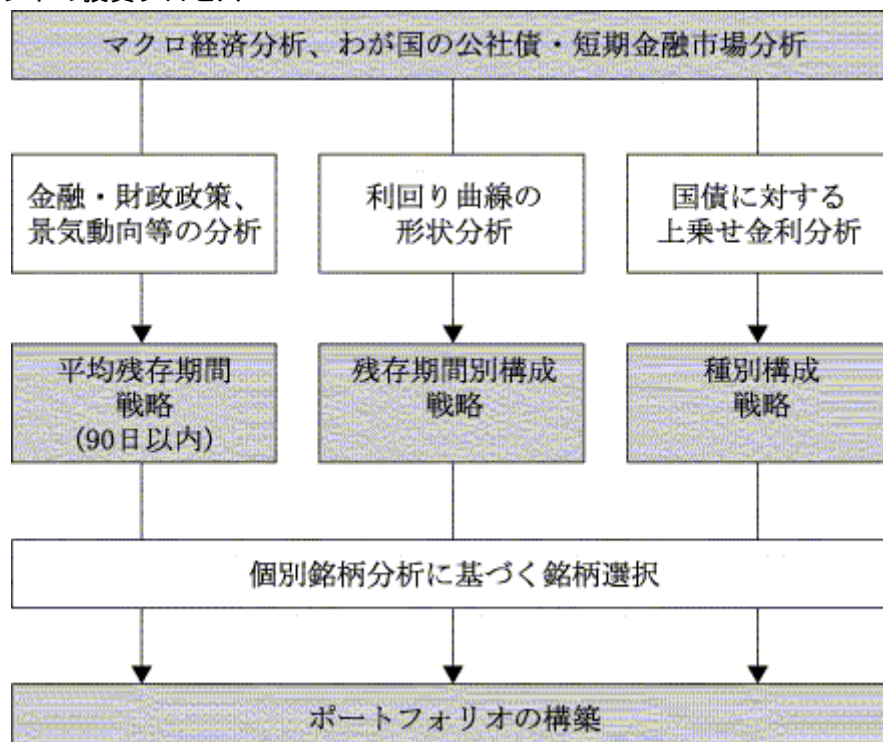 マクロ経済分析、わが国の公社債・短期金融市場分析
金融・財政政策、
景気動向等の分析
利回り曲線の
形状分析
国債に対する
上乗せ金利分析
平均残存期間
戦略
(90日以内)
残存期間別構成
戦略
種別構成
戦略
個別銘柄分析に基づく銘柄選択
ポートフォリオの構築